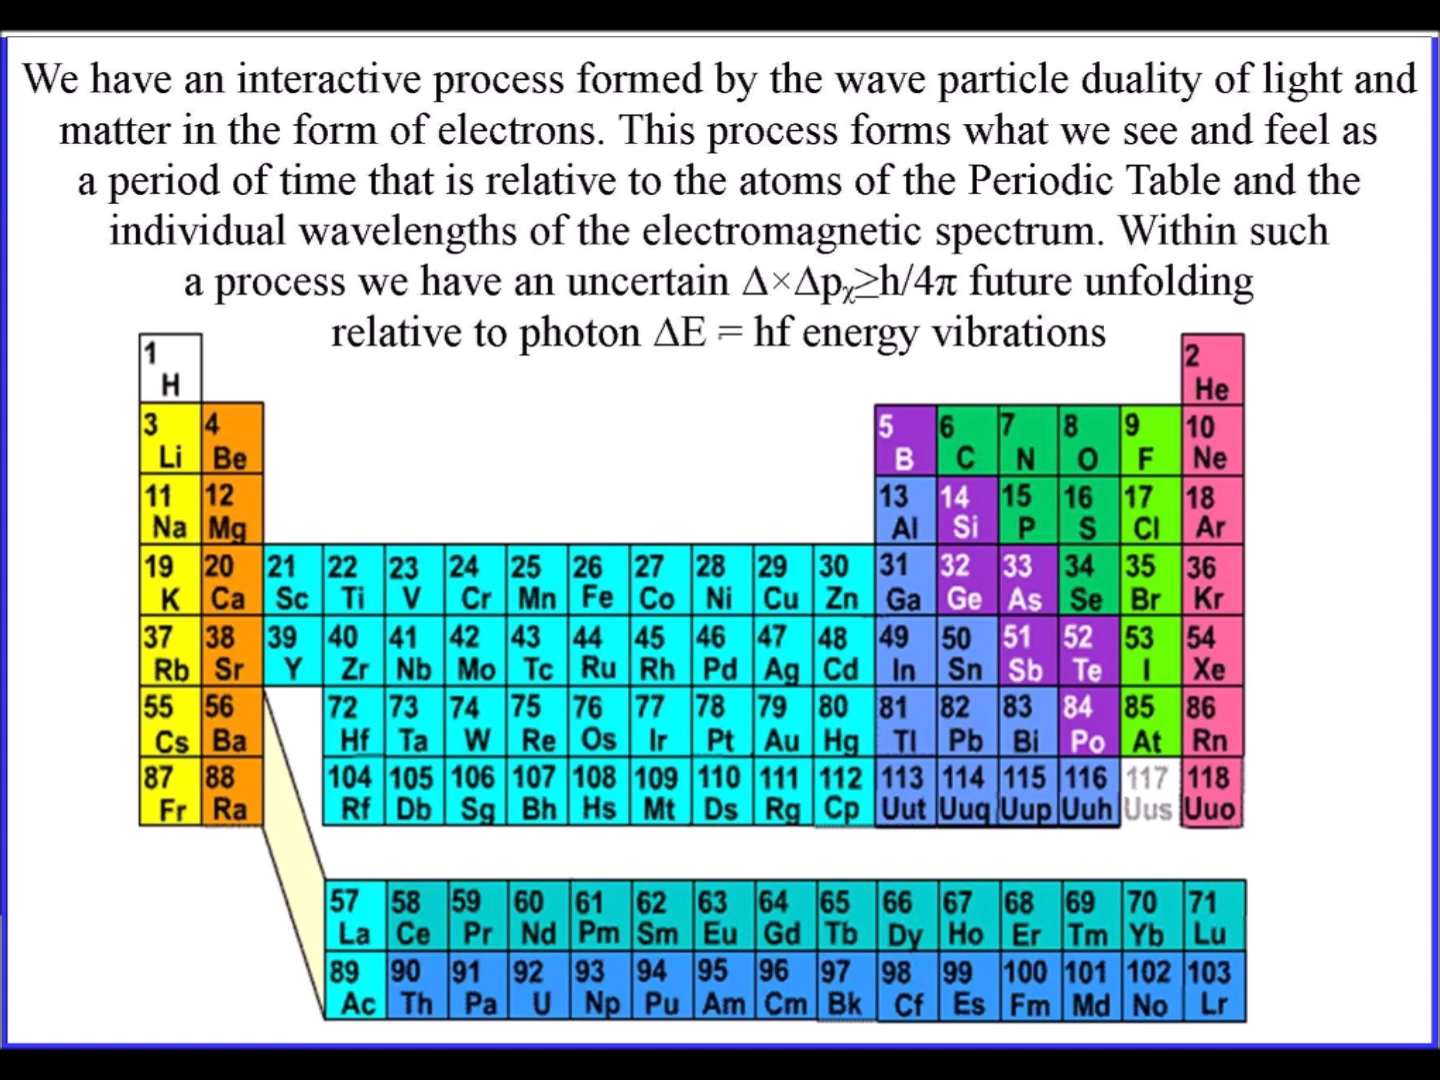 We have an interactive process formed by the wave particle duality of light and
matter in the form of electrons. This process forms what we see and feel as
a period of time that is relative to the atoms of the Periodic Table and the
individual wavelengths of the electromagnetic spectrum. Within such
a process we have an uncertain Δ×Δpᵪ≥h/4π future unfolding
relative to photon ΔE = hf energy vibrations
1 2
H He
3 4 5 6 7 8 9 10
Li Be B C N O F Ne
11 12 13 14 15 16 17 18
Na Mg Al Si P S Cl Ar
19 20 21 22 23 24 25 26 27 28 29 30 31 32 33 34 35 36
K Ca Sc Ti V Cr Mn Fe Co Ni Cu Zn Ga Ge As Se Br Kr
37 38 39 40 41 42 43 44 45 46 47 48 49 50 51 52 53 54
Rb Sr Y Zr Nb Mo Tc Ru Rh Pd Ag Cd In Sn Sb Te I Xe
55 56 72 73 74 75 76 77 78 79 80 81 82 83 84 85 86
Cs Ba Hf Ta W Re Os Ir Pt Au Hg Tl Pb Bi Po At Rn
87 88 104 105 106 107 108 109 110 111 112 113 114 115 116 117 118
Fr Ra Rf Db Sg Bh Hs Mt Ds Rg Cp Uut Uuq Uup Uuh Uus Uuo
57 58 59 60 61 62 63 64 65 66 67 68 69 70 71
La Ce Pr Nd Pm Sm Eu Gd Tb Dy Ho Er Tm Yb Lu
89 90 91 92 93 94 95 96 97 98 99 100 101 102 103
Ac Th Pa U Np Pu Am Cm Bk Cf Es Fm Md No Lr